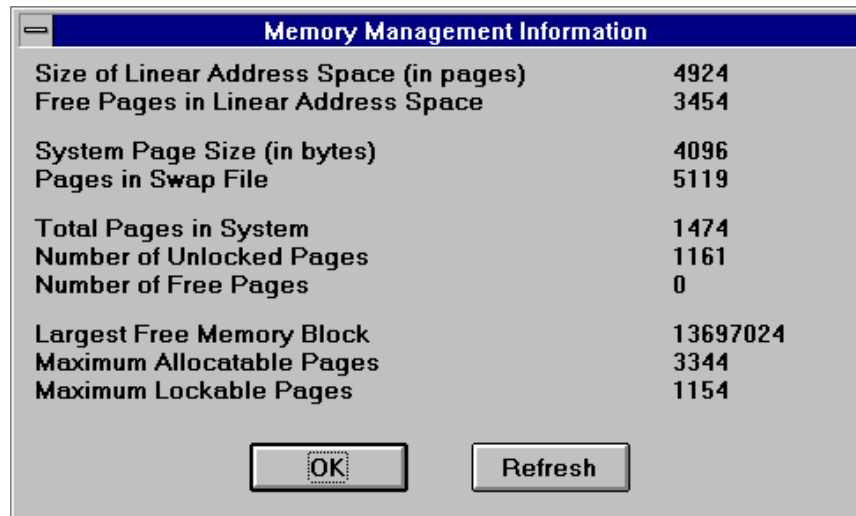 Memory Management Information
Size of Linear Address Space (in pages) 4924
Free Pages in Linear Address Space 3454
System Page Size (in bytes) 4096
Pages in Swap File 5119
Total Pages in System 1474
Number of Unlocked Pages 1161
Number of Free Pages 0
Largest Free Memory Block 13697024
Maximum Allocatable Pages 3344
Maximum Lockable Pages 1154
OK Refresh